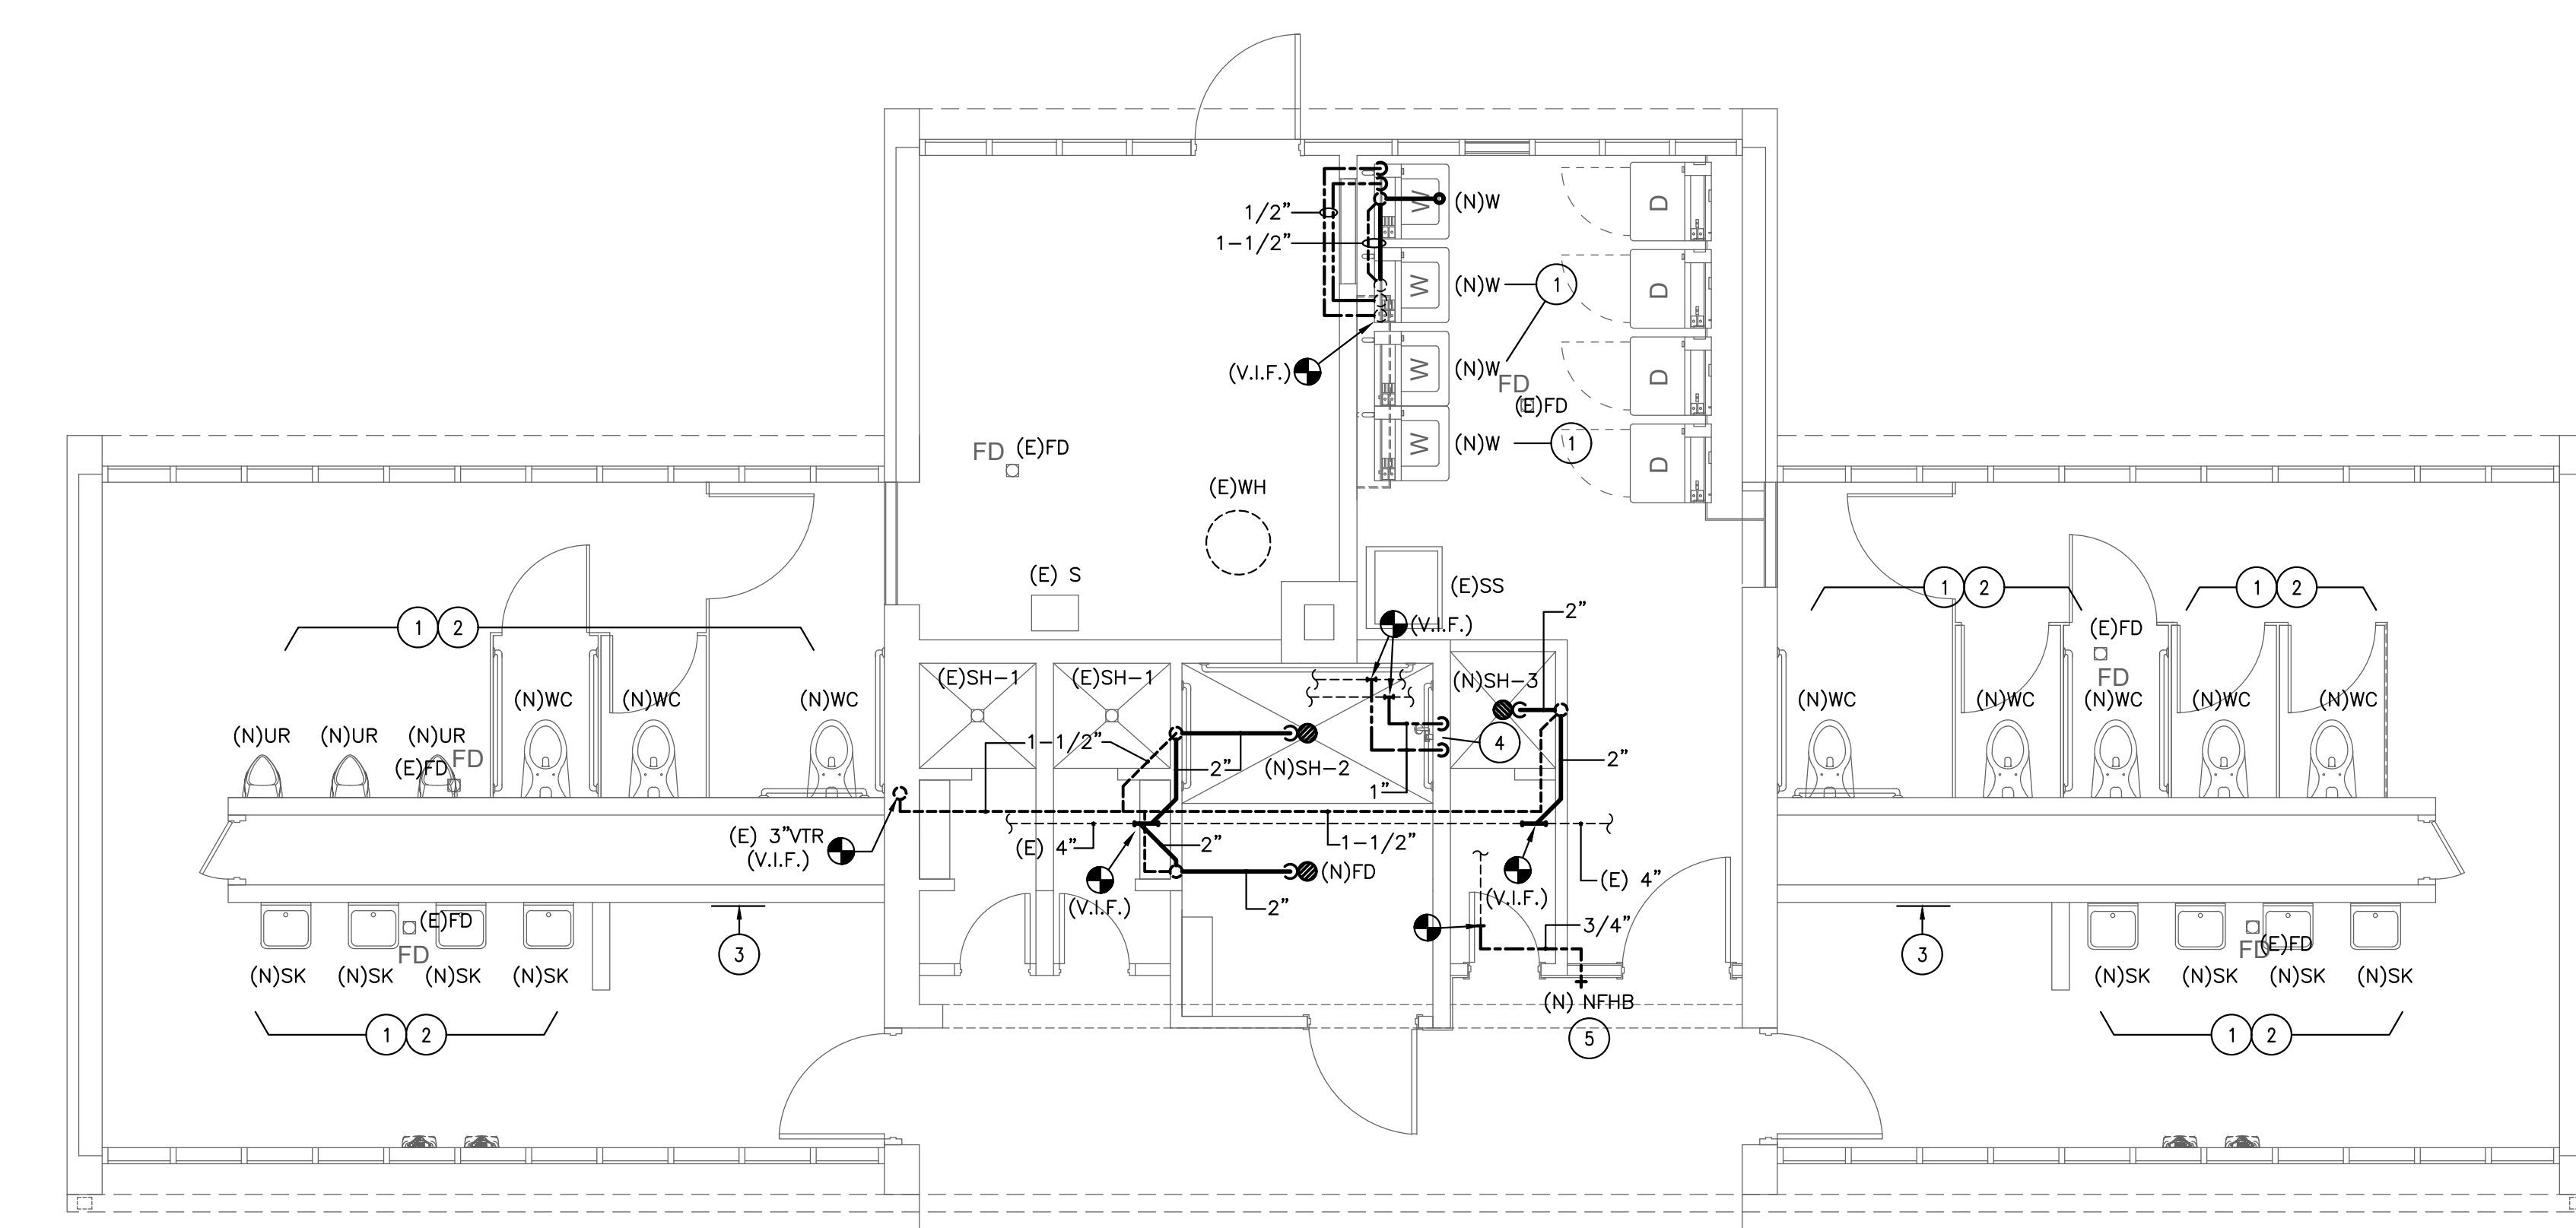 1/2"
1-1/2"
(V.I.F.)
W
(N)W
W
(N)W
1
W
(N)W
W
(N)W
1
FD
(E)FD
D
D
D
D
FD
(E)FD
(E)WH
(E) S
(E)SS
(V.I.F.)
2"
1
2
(N)WC
(N)WC
(N)WC
(N)UR
(N)UR
(N)UR
FD
(E)FD
(E)SH-1
(E)SH-1
1-1/2"
2"
(N)SH-2
(N)SH-3
4
1"
2"
1
2
1
2
(E)FD
FD
(N)WC
(N)WC
(N)WC
(N)WC
(N)WC
(E) 3"VTR
(V.I.F.)
(E) 4"
2"
1-1/2"
(V.I.F.)
(N)FD
2"
(V.I.F.)
(E) 4"
3/4"
(N) NFHB
5
(E)FD
FD
3
(N)SK
(N)SK
(N)SK
(N)SK
1
2
3
FD
(E)FD
(N)SK
(N)SK
(N)SK
(N)SK
1
2